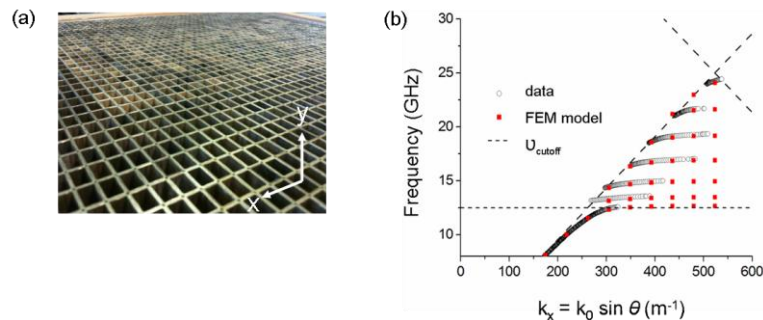 (a)
y
x
(b)
Frequency (GHz)
30
25
20
15
10
data
FEM model
υcutoff
0 100 200 300 400 500 600
kₓ = k₀ sin θ (m⁻¹)